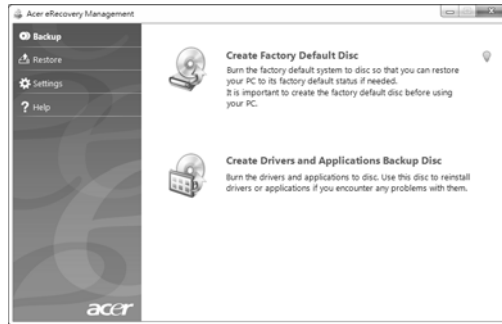 Acer eRecovery Management
Backup
Restore
Settings
Help
Create Factory Default Disc
Burn the factory default system to disc so that you can restore
your PC to its factory default status if needed.
It is important to create the factory default disc before using
your PC.
Create Drivers and Applications Backup Disc
Burn the drivers and applications to disc. Use this disc to reinstall
drivers or applications if you encounter any problems with them.
acer